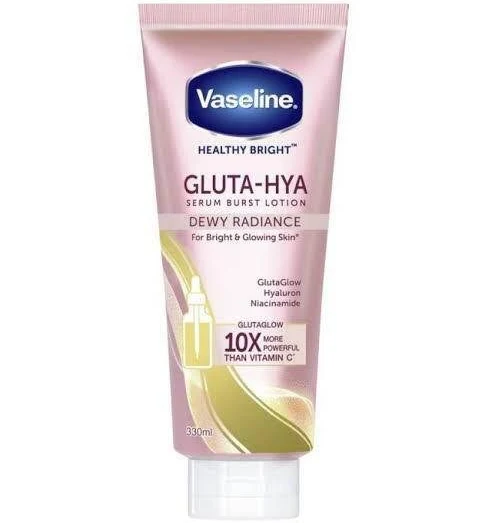 Vaseline.
HEALTHY BRIGHT™
GLUTA-HYA
SERUM BURST LOTION
DEWY RADIANCE
For Bright & Glowing Skin*
GlutaGlow
Hyaluron
Niacinamide
GLUTAGLOW
10X MORE POWERFUL
THAN VITAMIN C*
330ml